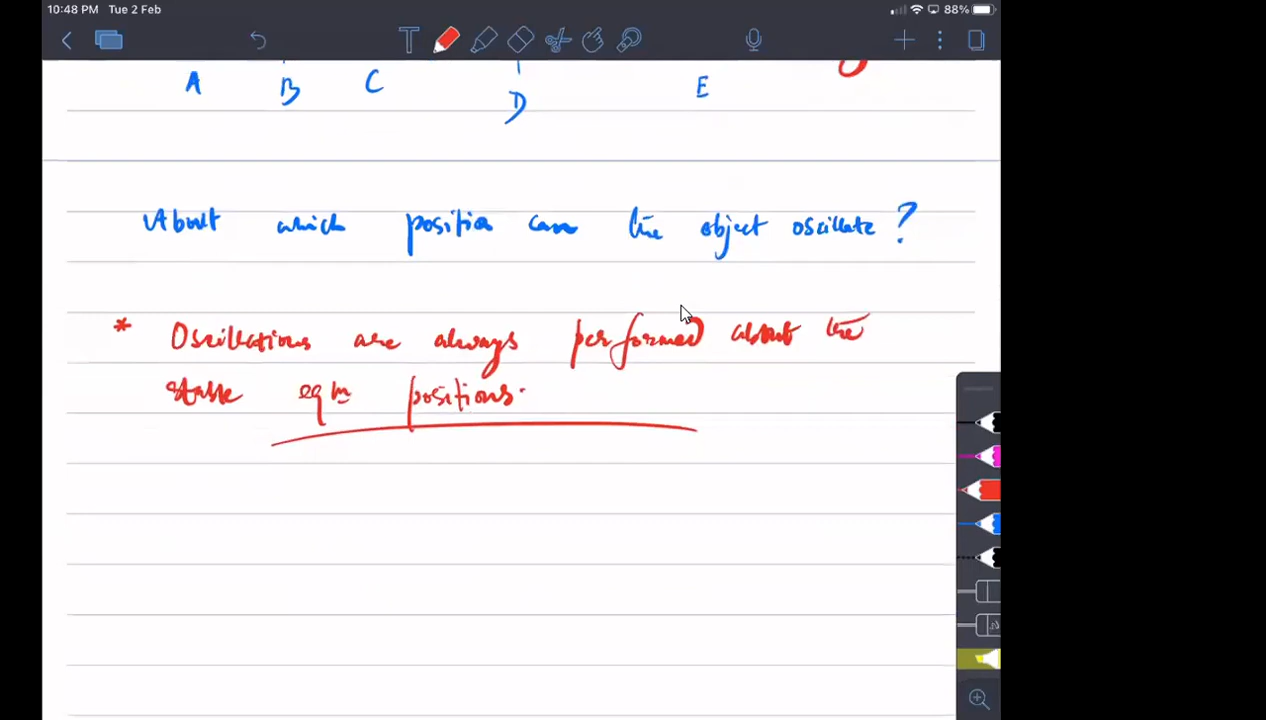 10:48 PM Tue 2 Feb
88%
T
A B C D E
About which position can the object oscillate?
* Oscillations are always performed about the
stable eqm positions.